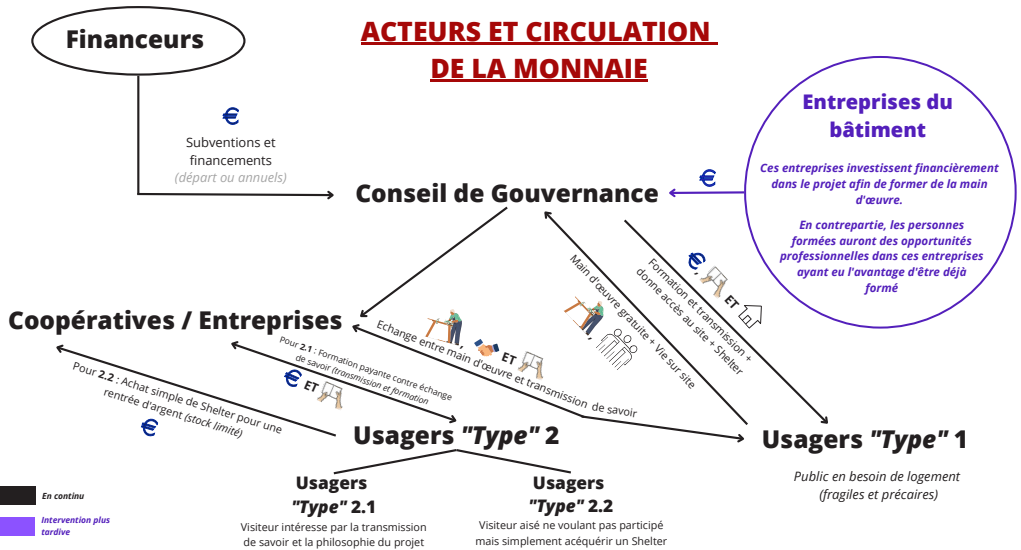 Financeurs
ACTEURS ET CIRCULATION
DE LA MONNAIE
€
Subventions et
financements
(départ ou annuels)
Entreprises du
bâtiment
Ces entreprises investissent financièrement
dans le projet afin de former de la main
d'œuvre.
En contrepartie, les personnes
formées auront des opportunités
professionnelles dans ces entreprises
ayant eu l'avantage d'être déjà
formé
€
Conseil de Gouvernance
€, ET
Formation et transmission +
donne accès au site + Shelter
Main d'œuvre gratuite + Vie sur site
,
Coopératives / Entreprises
, ET
Echange entre main d'œuvre et transmission de savoir
Pour 2.1 : Formation payante contre échange
de savoir (transmission et formation
€ ET
Pour 2.2 : Achat simple de Shelter pour une
rentrée d'argent (stock limité)
€
Usagers "Type" 2
Usagers "Type" 1
Public en besoin de logement
(fragiles et précaires)
Usagers
"Type" 2.1
Visiteur intéresse par la transmission
de savoir et la philosophie du projet
Usagers
"Type" 2.2
Visiteur aisé ne voulant pas participé
mais simplement acéquérir un Shelter
En continu
Intervention plus
tardive